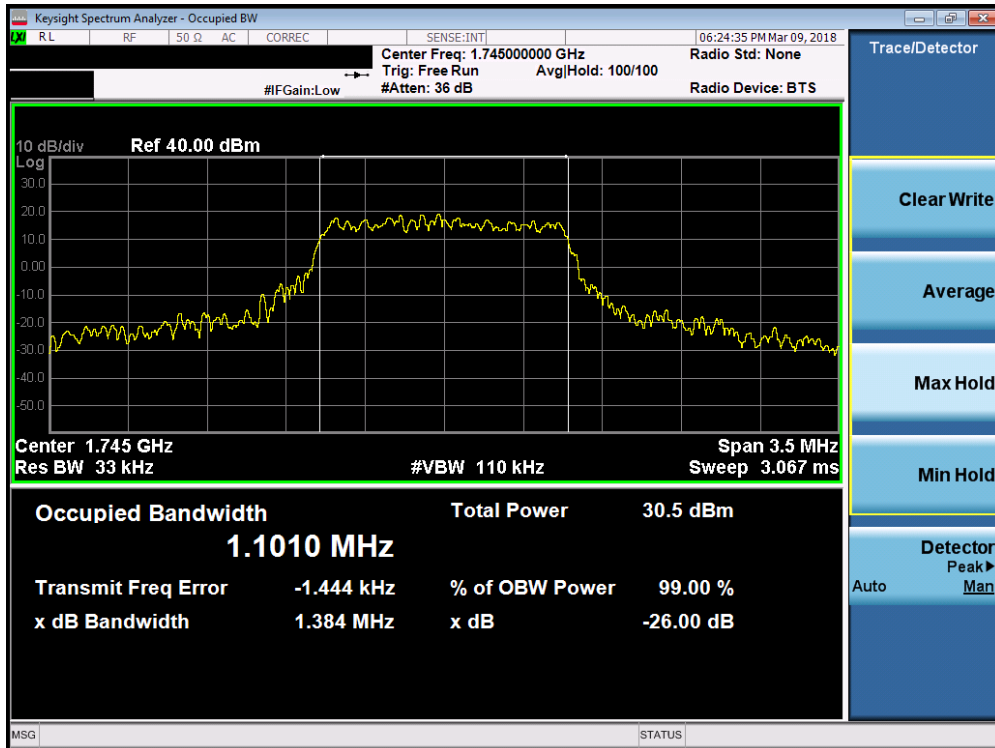 Keysight Spectrum Analyzer - Occupied BW
LXI RL RF 50 Ω AC CORREC SENSE:INT 06:24:35 PM Mar 09, 2018
Center Freq: 1.745000000 GHz Radio Std: None
Trig: Free Run Avg|Hold: 100/100
#IFGain:Low #Atten: 36 dB Radio Device: BTS
Trace/Detector
10 dB/div Ref 40.00 dBm
Log
30.0
20.0
10.0
0.00
-10.0
-20.0
-30.0
-40.0
-50.0
Center 1.745 GHz Span 3.5 MHz
Res BW 33 kHz #VBW 110 kHz Sweep 3.067 ms
Occupied Bandwidth Total Power 30.5 dBm
1.1010 MHz
Transmit Freq Error -1.444 kHz % of OBW Power 99.00 %
x dB Bandwidth 1.384 MHz x dB -26.00 dB
Clear Write
Average
Max Hold
Min Hold
Detector
Peak▶
Auto Man
MSG STATUS